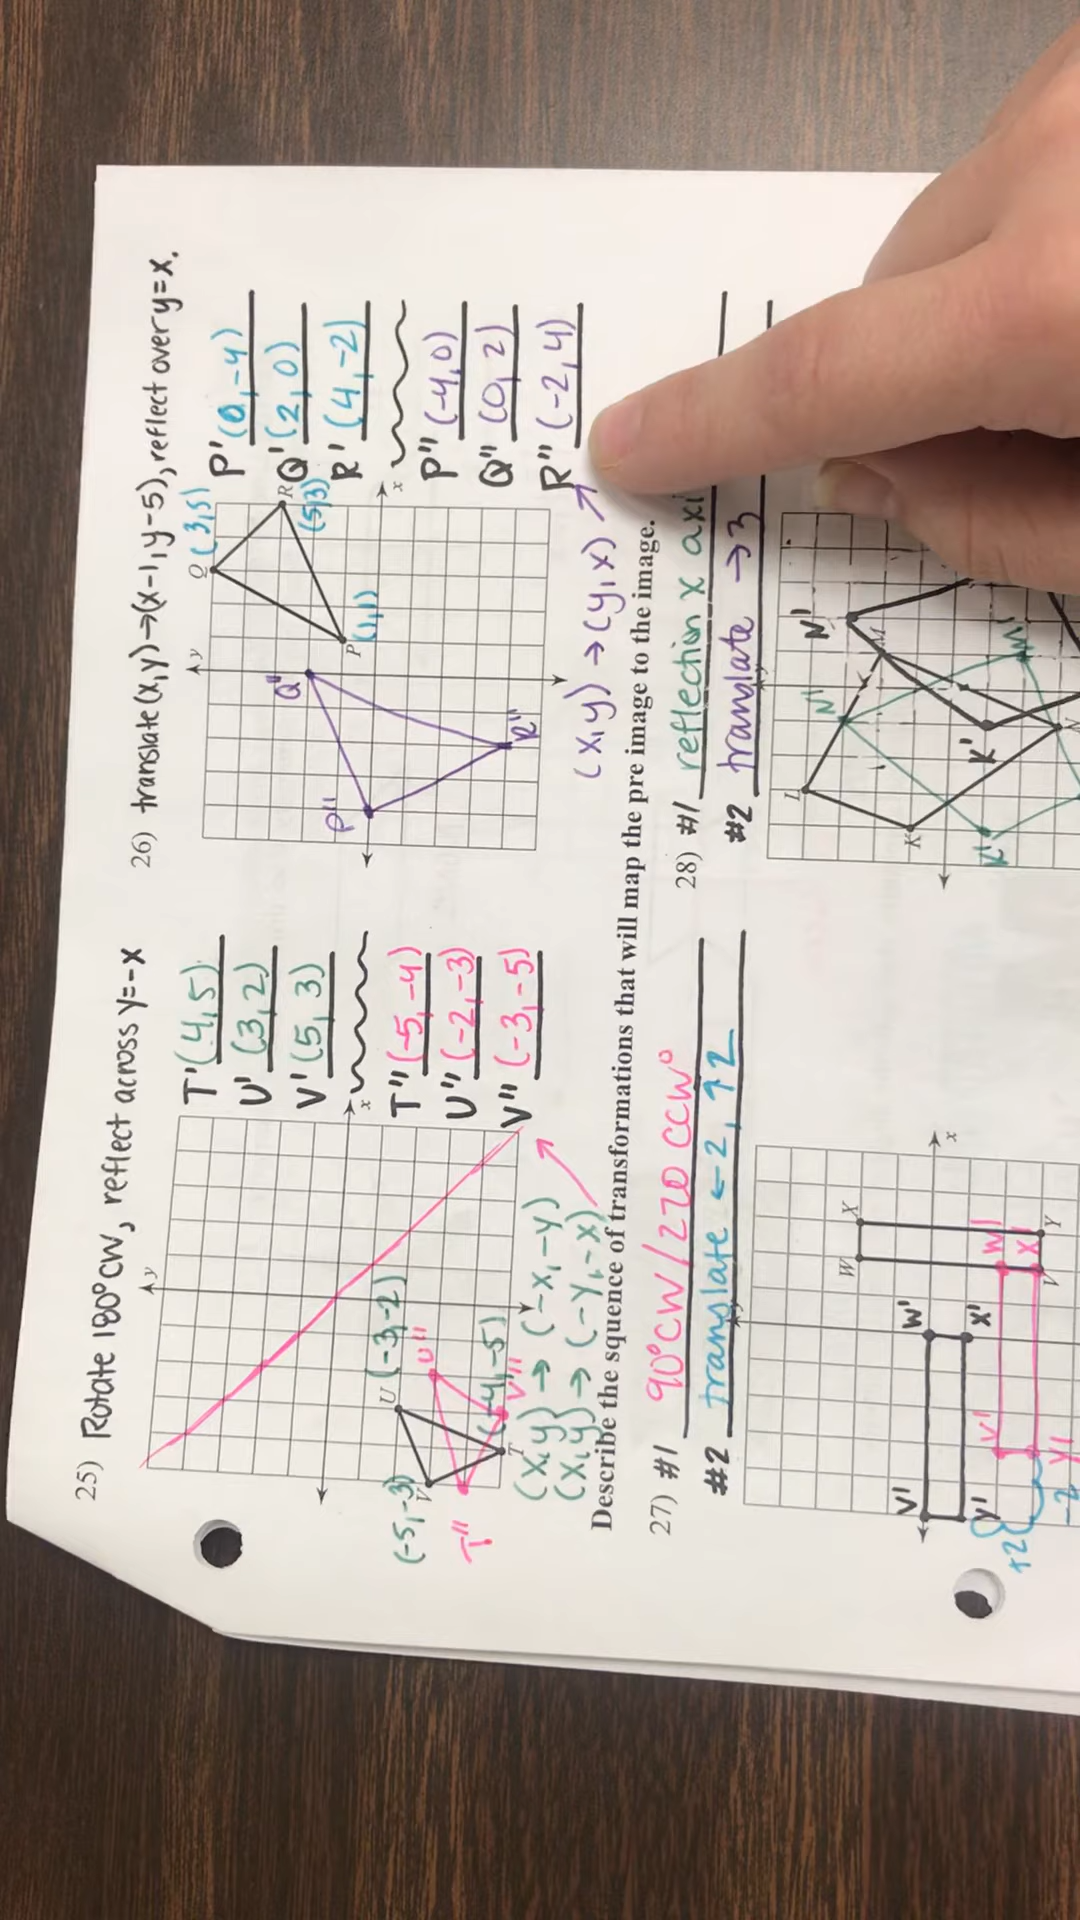 25) Rotate 180°CW, reflect across y=-x
T'(4,5)
U'(3,2)
V'(5,3)
T"(-5,-4)
U"(-2,-3)
V"(-3,-5)
y
x
U (-3,-2)
(-5,-3) V
T (-4,-5)
T"
U"
V"
(x,y) → (-x,-y)
(x,y) → (-y,-x)
26) translate (x,y)→(x-1,y-5), reflect over y=x.
P'(0,-4)
Q'(2,0)
R'(4,-2)
P"(-4,0)
Q"(0,2)
R"(-2,4)
y
x
Q (3,5)
R (5,3)
P (1,1)
Q"
P"
R"
(x,y) → (y,x)
Describe the squence of transformations that will map the pre image to the image.
27) #1 90°CW/270 CCW°
#2 translate ← 2, ↑2
x
W X
V' W'
Y' X'
V' W'
Y' X'
V Y
+2
-2
28) #1 reflection x axi
#2 translate → 3
L N' M N'
K K' W'
K' N